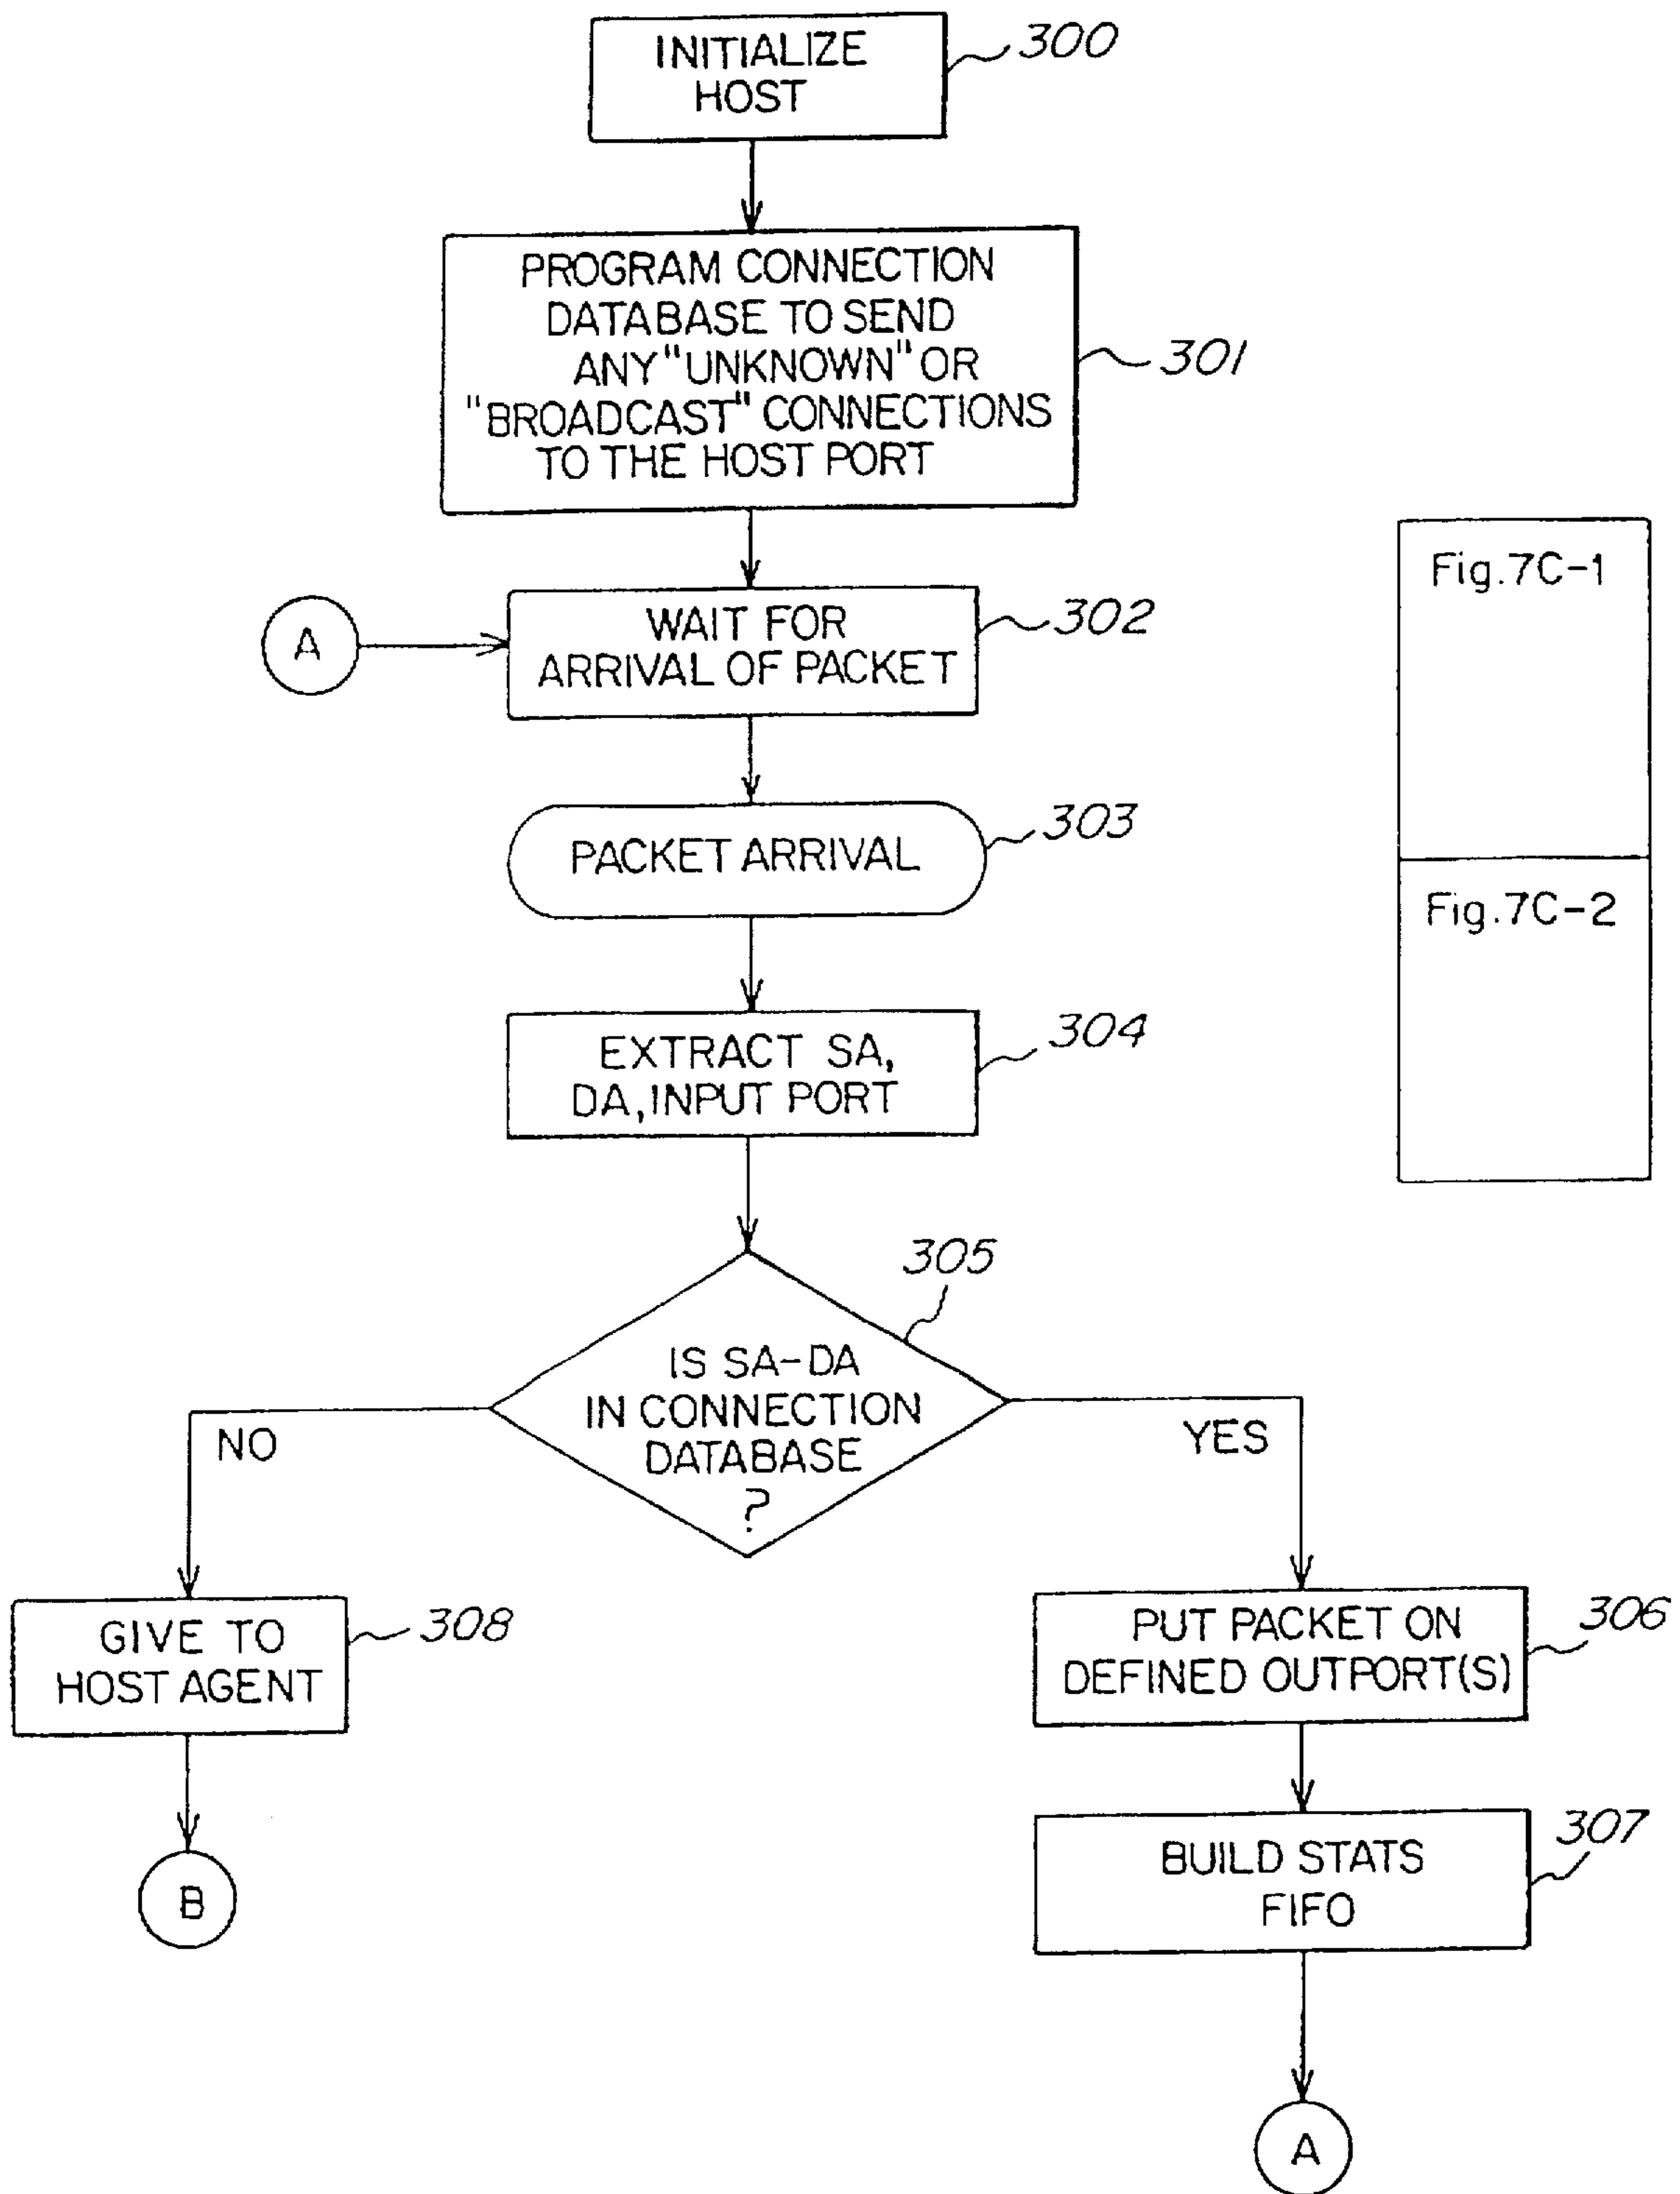 INITIALIZE
HOST
300
PROGRAM CONNECTION
DATABASE TO SEND
ANY "UNKNOWN" OR
"BROADCAST" CONNECTIONS
TO THE HOST PORT
301
A
WAIT FOR
ARRIVAL OF PACKET
302
PACKET ARRIVAL
303
Fig.7C-1
Fig.7C-2
EXTRACT SA,
DA, INPUT PORT
304
305
IS SA-DA
IN CONNECTION
DATABASE
?
NO
YES
GIVE TO
HOST AGENT
308
PUT PACKET ON
DEFINED OUTPORT(S)
306
B
BUILD STATS
FIFO
307
A